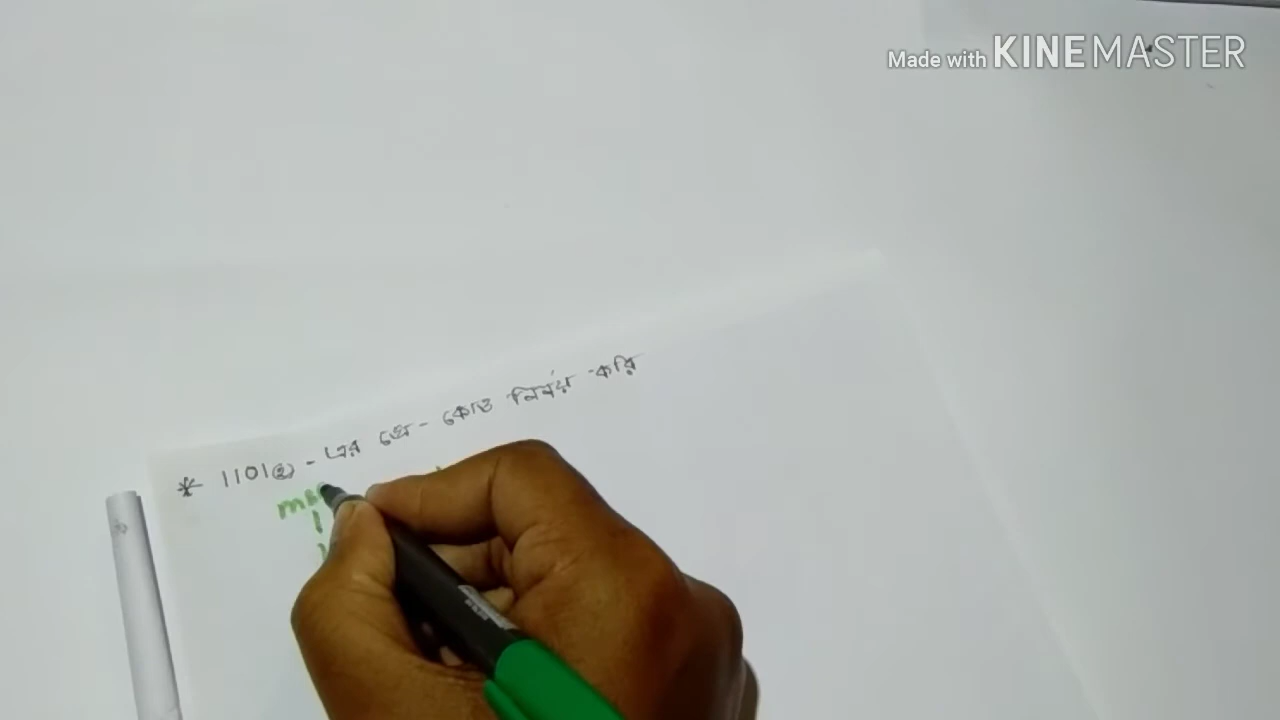 Made with KINEMASTER
* 1101(2) - এর গ্রে - কোড নির্ণয় করি